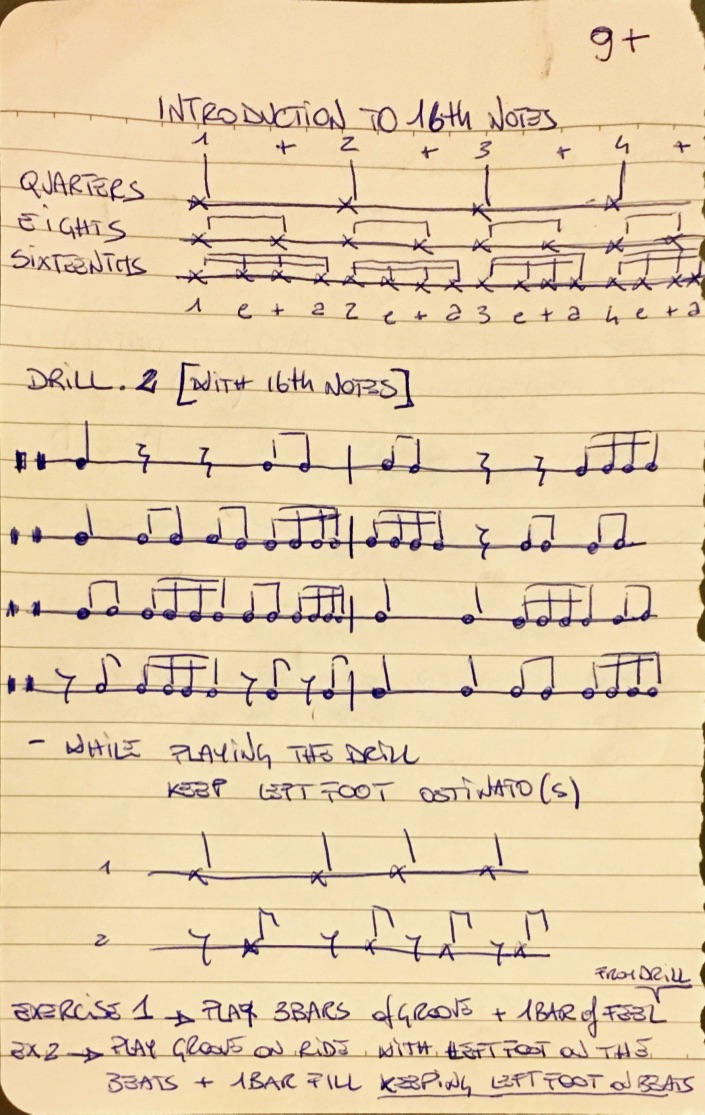 9+
INTRODUCTION TO 16th NOTES
1 + 2 + 3 + 4 +
QUARTERS
EIGHTS
SIXTEENTHS
1 e + a 2 e + a 3 e + a 4 e + a
DRILL. 2 [WITH 16th NOTES]
- WHILE PLAYING THE DRILL
KEEP LEFT FOOT OSTINATO(S)
1
2
FROM DRILL
EXERCISE 1 → PLAY 3BARS of GROOVE + 1BAR of FEEL
EX2 → PLAY GROOVE ON RIDE WITH LEFT FOOT ON THE
BEATS + 1BAR FILL KEEPING LEFT FOOT ON BEATS